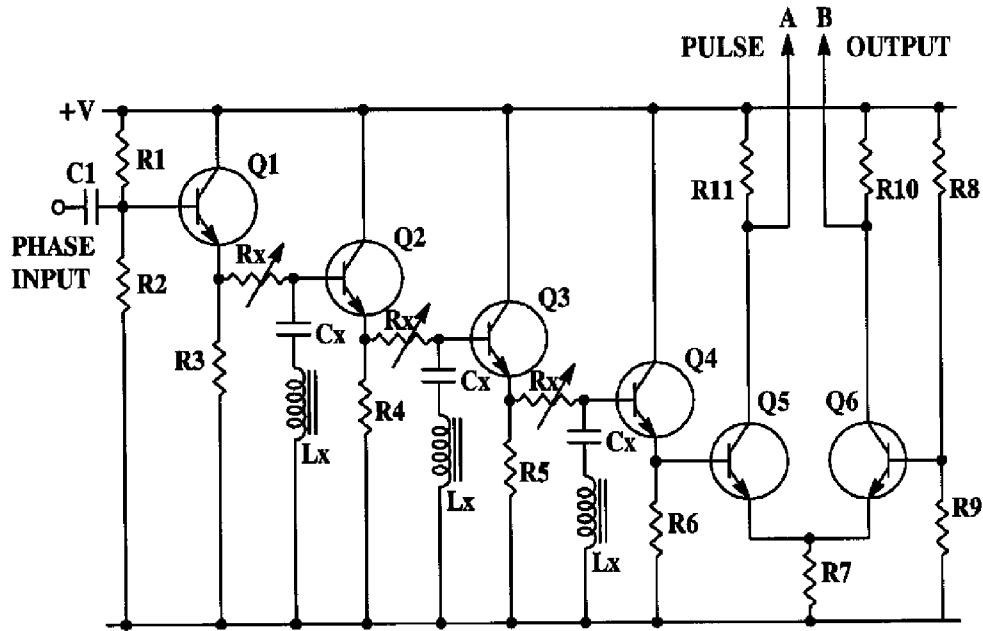 A B
PULSE OUTPUT
+V
C1
R1
Q1
R11
R10
R8
PHASE
INPUT
R2
Rx
Q2
Cx
Rx
Q3
R3
Lx
R4
Cx
Rx
Q4
Lx
R5
Cx
Q5
Q6
Lx
R6
R9
R7